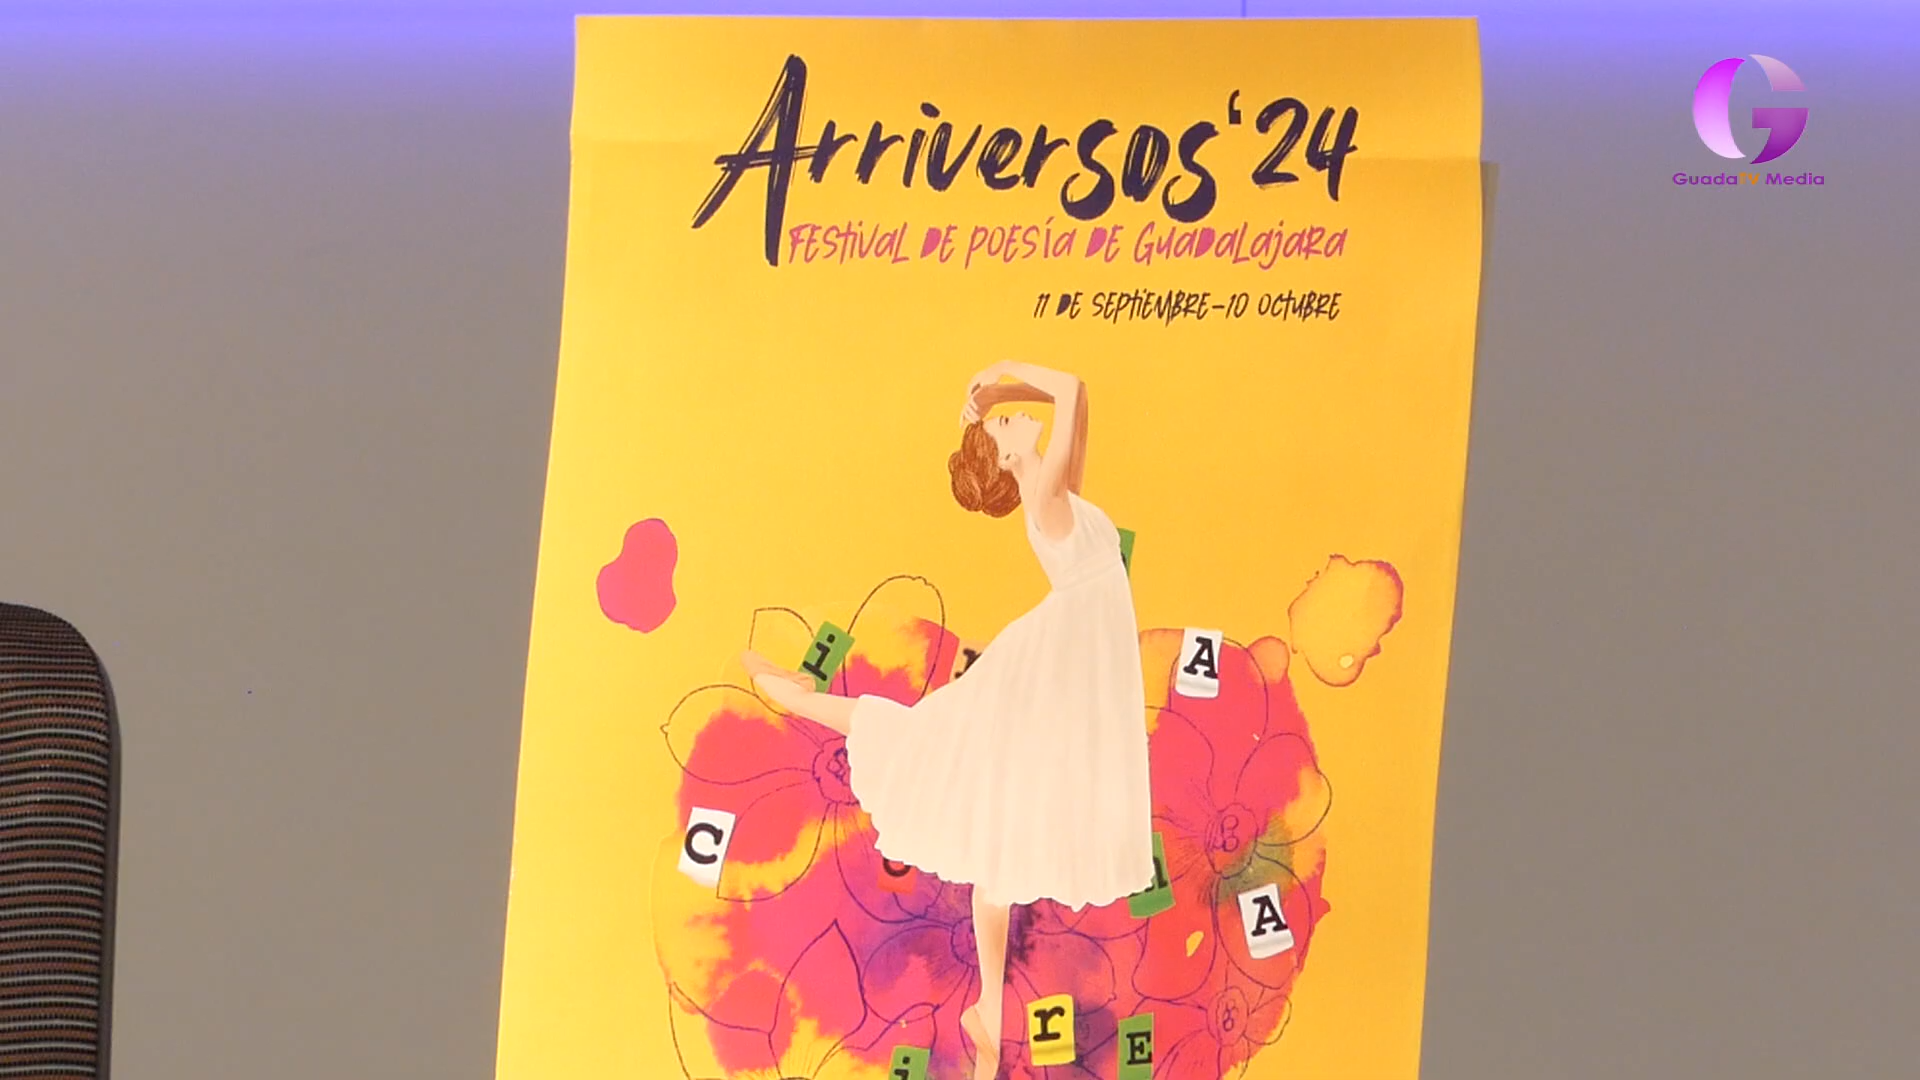 Arriversos '24
GuadaTV Media
FESTIVAL DE POESÍA DE GUADALAJARA
11 DE SEPTIEMBRE-10 OCTUBRE
i
A
C
A
r
E
i